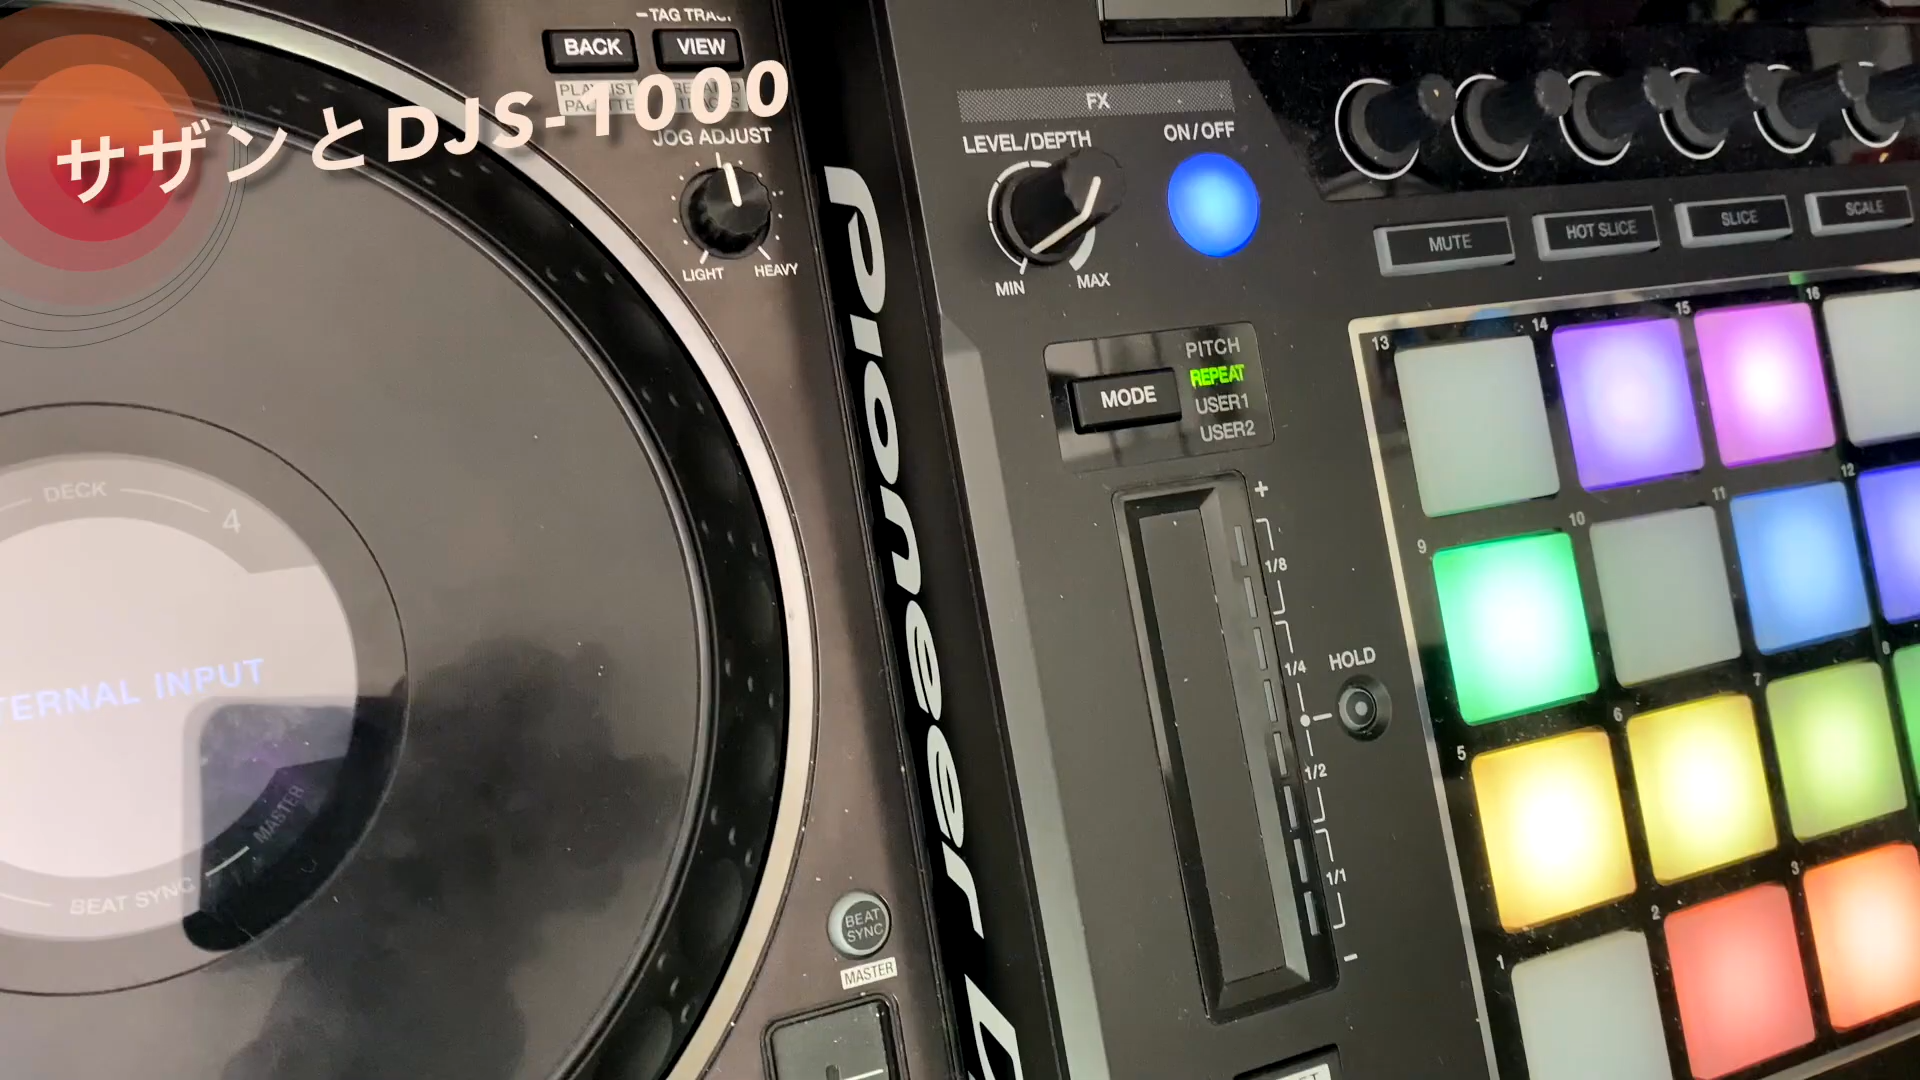 サザンとDJS-1000
TAG TRACK
BACK
VIEW
JOG ADJUST
LIGHT
HEAVY
DECK
4
TERNAL INPUT
MASTER
BEAT SYNC
BEAT
SYNC
MASTER
Pioneer D
FX
LEVEL/DEPTH
ON/OFF
MIN
MAX
MODE
PITCH
REPEAT
USER1
USER2
+
1/8
1/4
1/2
1/1
-
HOLD
MUTE
HOT SLICE
SLICE
SCALE
13
14
15
16
9
10
11
12
5
6
7
8
1
2
3